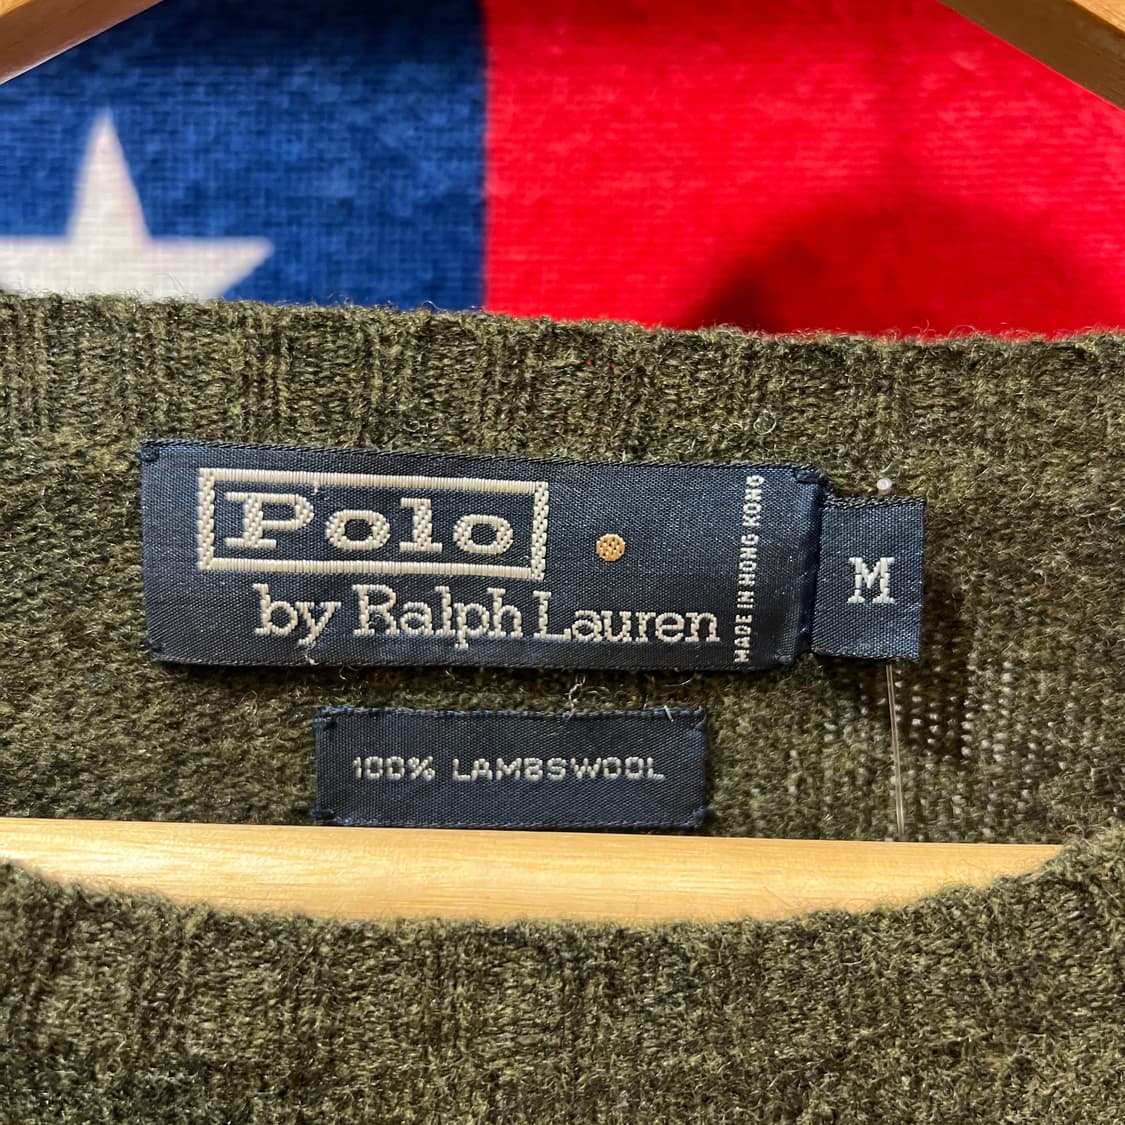 Polo
by Ralph Lauren
MADE IN HONG KONG
M
100% LAMBSWOOL